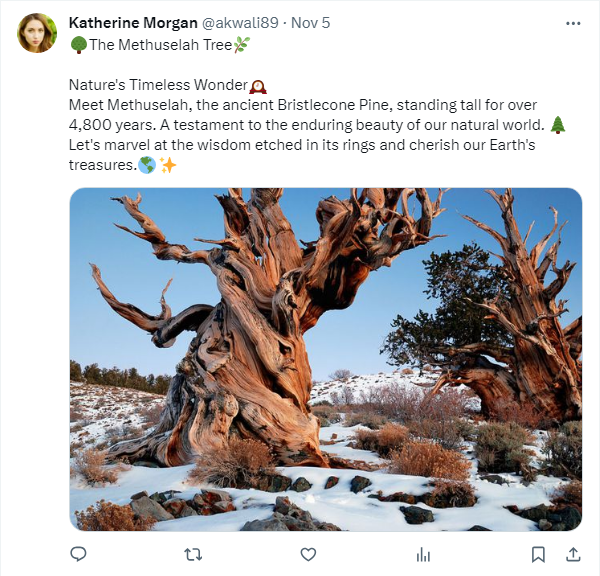 Katherine Morgan @akwali89 · Nov 5
🌳The Methuselah Tree🌿
Nature's Timeless Wonder🕰️
Meet Methuselah, the ancient Bristlecone Pine, standing tall for over
4,800 years. A testament to the enduring beauty of our natural world. 🌲
Let's marvel at the wisdom etched in its rings and cherish our Earth's
treasures.🌎✨